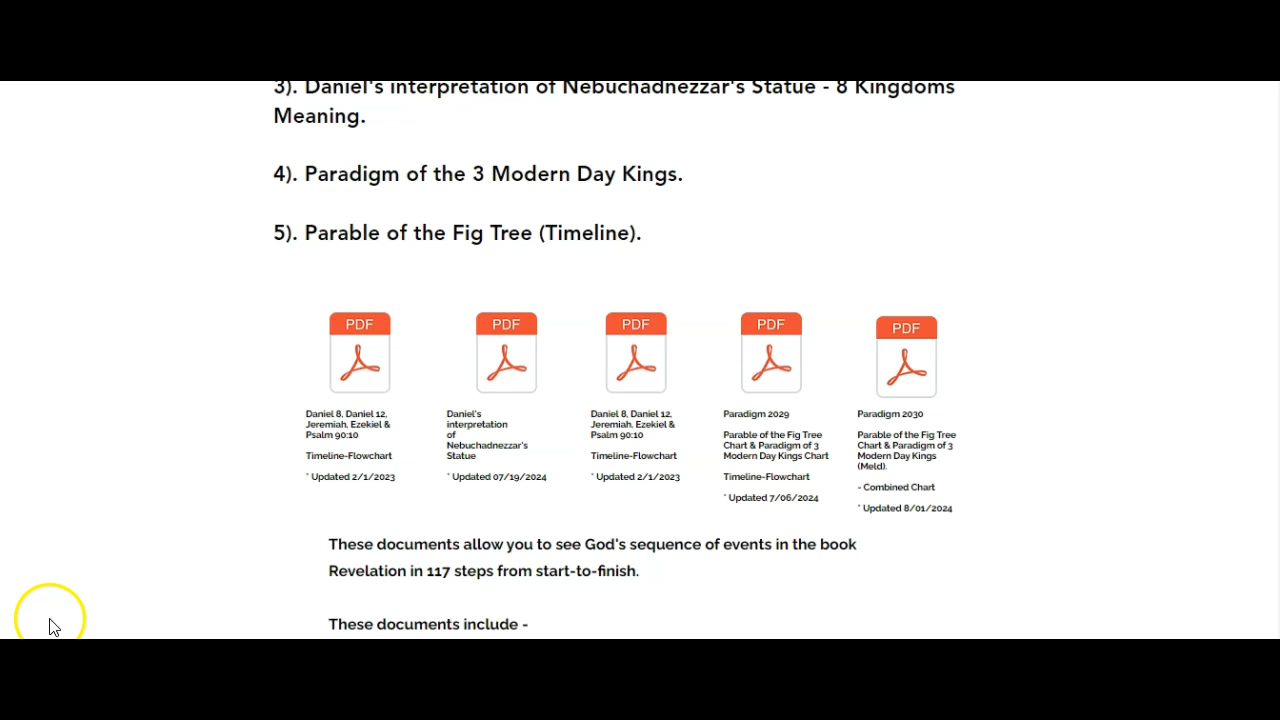 3). Daniel's interpretation of Nebuchadnezzar's Statue - 8 Kingdoms
Meaning.
4). Paradigm of the 3 Modern Day Kings.
5). Parable of the Fig Tree (Timeline).
PDF
PDF
PDF
PDF
PDF
Daniel 8, Daniel 12,
Jeremiah, Ezekiel &
Psalm 90:10
Timeline-Flowchart
* Updated 2/1/2023
Daniel's
interpretation
of
Nebuchadnezzar's
Statue
* Updated 07/19/2024
Daniel 8, Daniel 12,
Jeremiah, Ezekiel &
Psalm 90:10
Timeline-Flowchart
* Updated 2/1/2023
Paradigm 2029
Parable of the Fig Tree
Chart & Paradigm of 3
Modern Day Kings Chart
Timeline-Flowchart
* Updated 7/06/2024
Paradigm 2030
Parable of the Fig Tree
Chart & Paradigm of 3
Modern Day Kings
(Meld).
- Combined Chart
* Updated 8/01/2024
These documents allow you to see God's sequence of events in the book
Revelation in 117 steps from start-to-finish.
These documents include -